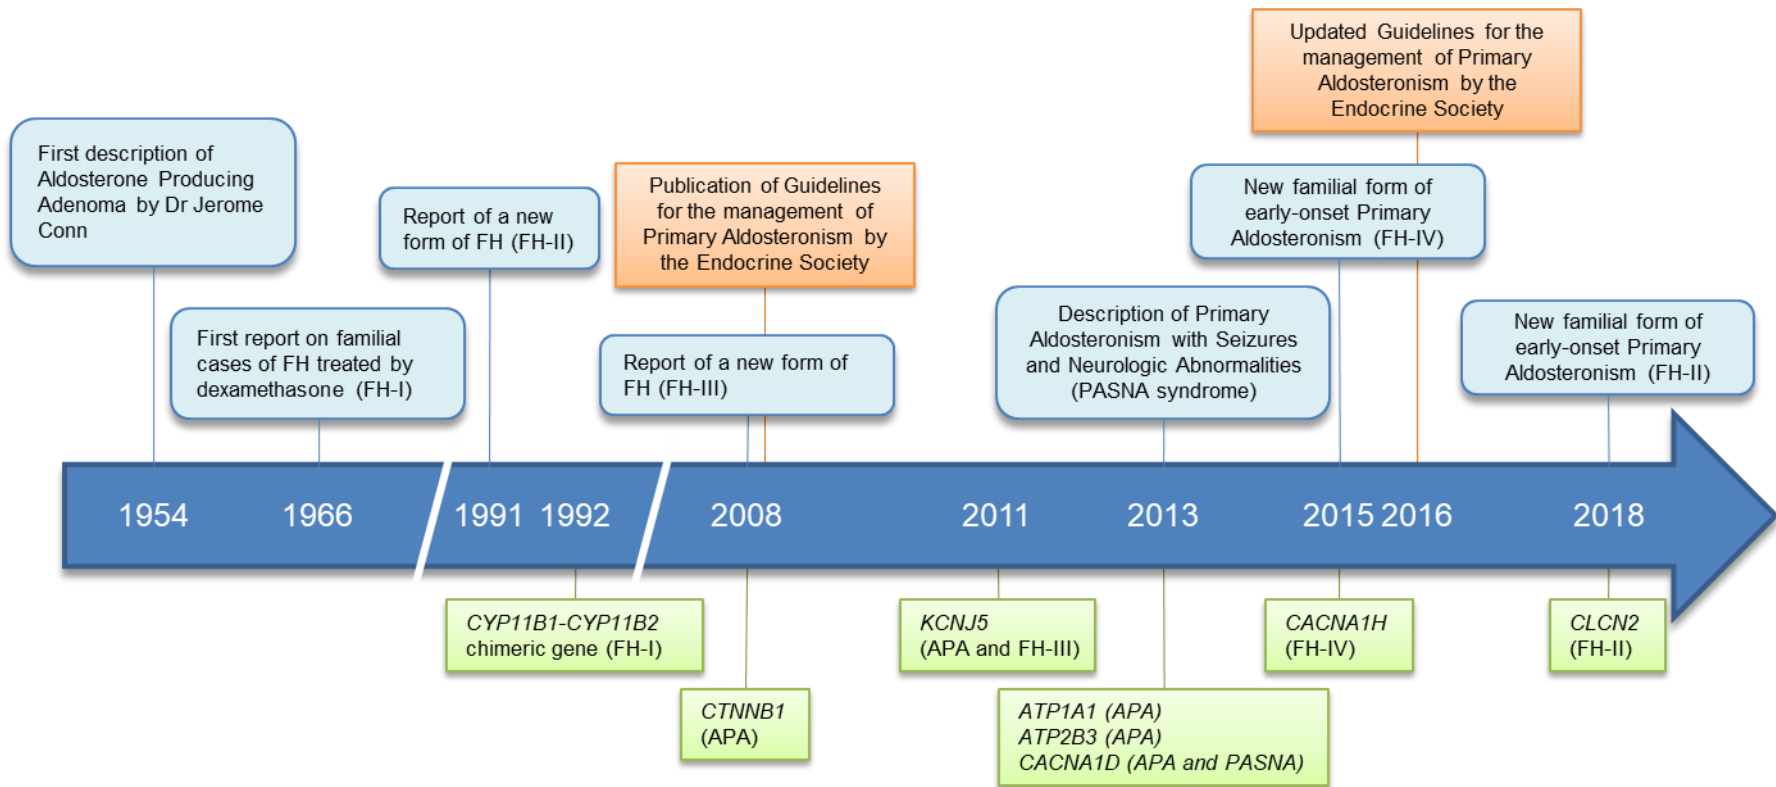 Updated Guidelines for the
management of Primary
Aldosteronism by the
Endocrine Society
First description of
Aldosterone Producing
Adenoma by Dr Jerome
Conn
Report of a new
form of FH (FH-II)
Publication of Guidelines
for the management of
Primary Aldosteronism by
the Endocrine Society
New familial form of
early-onset Primary
Aldosteronism (FH-IV)
First report on familial
cases of FH treated by
dexamethasone (FH-I)
Report of a new form of
FH (FH-III)
Description of Primary
Aldosteronism with Seizures
and Neurologic Abnormalities
(PASNA syndrome)
New familial form of
early-onset Primary
Aldosteronism (FH-II)
1954 1966 1991 1992 2008 2011 2013 2015 2016 2018
CYP11B1-CYP11B2
chimeric gene (FH-I)
CTNNB1
(APA)
KCNJ5
(APA and FH-III)
ATP1A1 (APA)
ATP2B3 (APA)
CACNA1D (APA and PASNA)
CACNA1H
(FH-IV)
CLCN2
(FH-II)